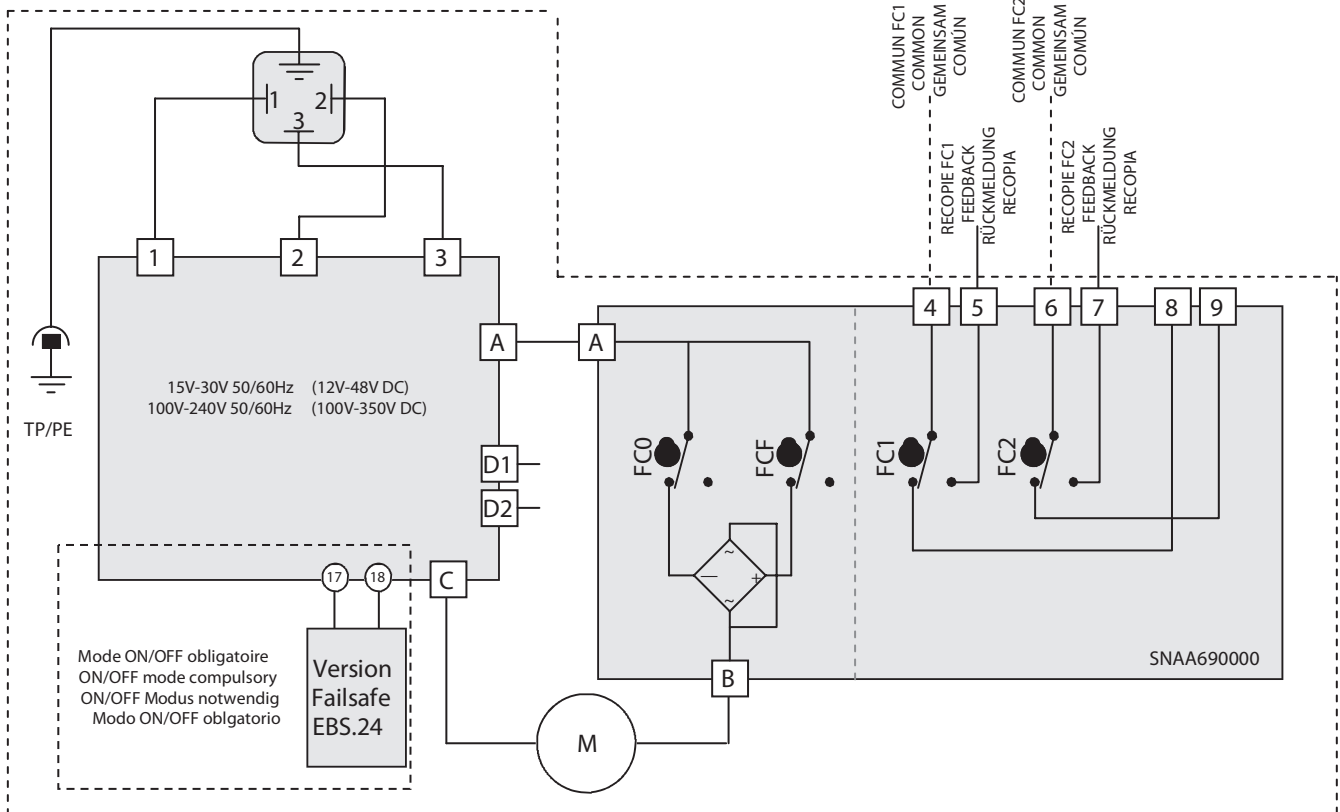 COMMUN FC1
COMMON
GEMEINSAM
COMÚN
COMMUN FC2
COMMON
GEMEINSAM
COMÚN
RECOPIE FC1
FEEDBACK
RÜCKMELDUNG
RECOPIA
RECOPIE FC2
FEEDBACK
RÜCKMELDUNG
RECOPIA
1
2
3
1
2
3
4
5
6
7
8
9
A
A
15V-30V 50/60Hz (12V-48V DC)
100V-240V 50/60Hz (100V-350V DC)
TP/PE
FC0
FCF
FC1
FC2
D1
D2
~
–
+
~
17
18
C
B
SNAA690000
Mode ON/OFF obligatoire
ON/OFF mode compulsory
ON/OFF Modus notwendig
Modo ON/OFF oblgatorio
Version
Failsafe
EBS.24
M